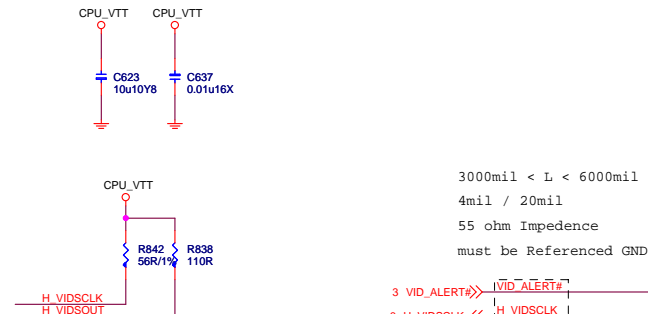 CPU_VTT CPU_VTT
C623 C637
10u10Y8 0.01u16X
CPU_VTT
3000mil < L < 6000mil
4mil / 20mil
55 ohm Impedence
must be Referenced GND
R842 R838
56R/1% 110R
3 VID_ALERT# VID_ALERT#
H_VIDSCLK
H_VIDSOUT
H_VIDSCLK